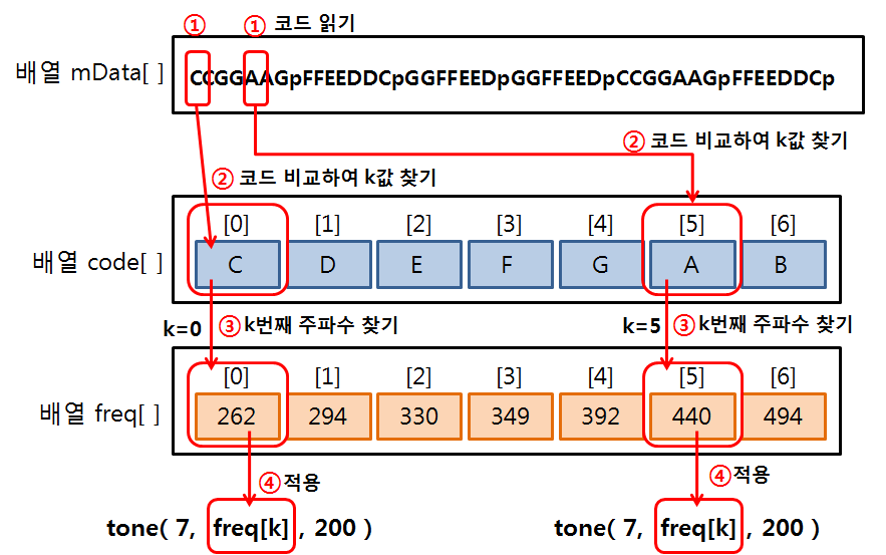 ① ① 코드 읽기
배열 mData[ ] CCGGAAGpFFEEDDCpGGFFEEDpGGFFEEDpCCGGAAGpFFEEDDCp
② 코드 비교하여 k값 찾기
② 코드 비교하여 k값 찾기
[0] [1] [2] [3] [4] [5] [6]
배열 code[ ] C D E F G A B
k=0 ③ k번째 주파수 찾기 k=5 ③ k번째 주파수 찾기
[0] [1] [2] [3] [4] [5] [6]
배열 freq[ ] 262 294 330 349 392 440 494
④ 적용 ④ 적용
tone( 7, freq[k] , 200 ) tone( 7, freq[k] , 200 )